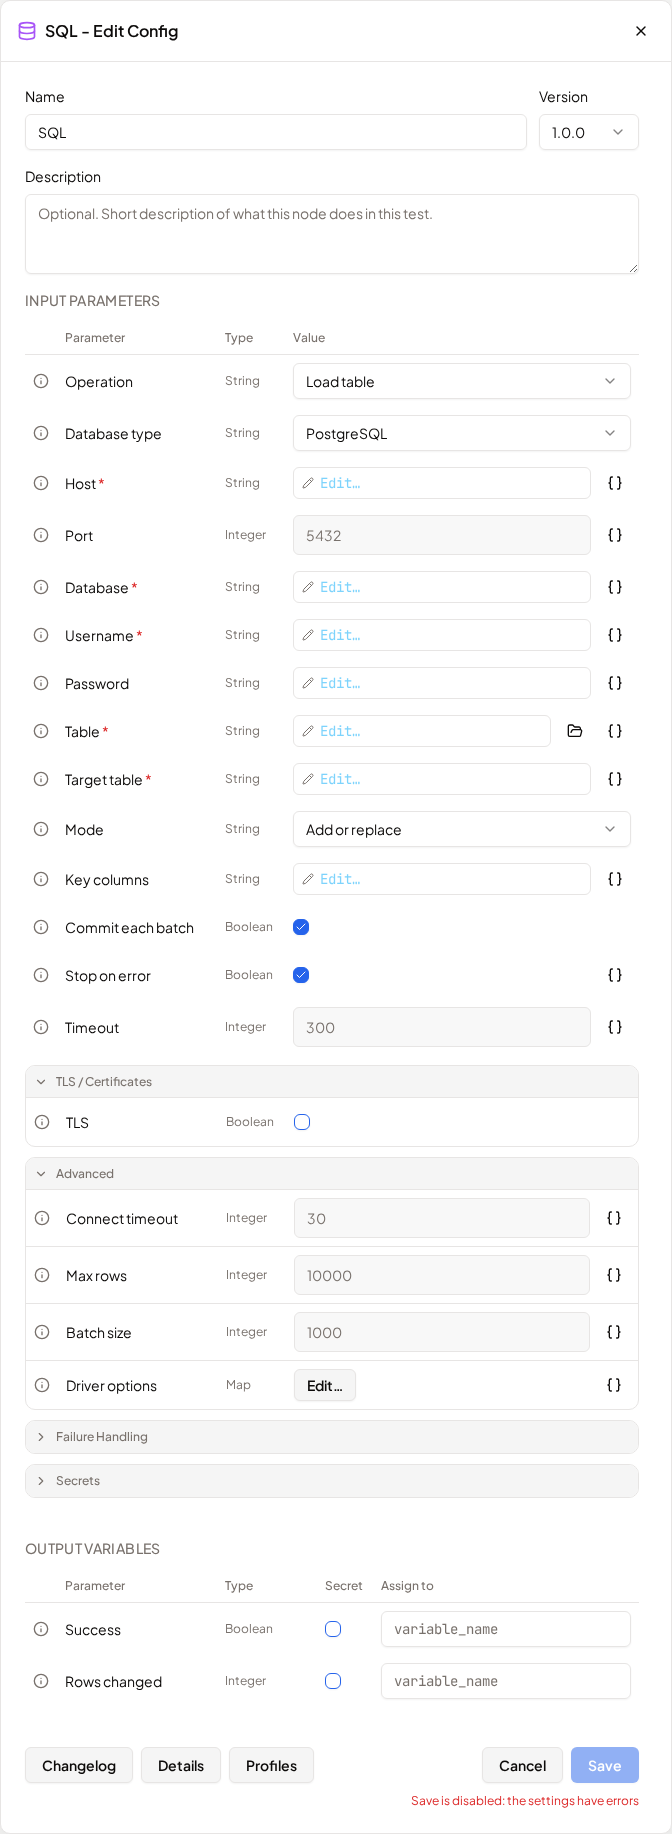 SQL - Edit Config
Name
Version
SQL
1.0.0
Description
Optional. Short description of what this node does in this test.
INPUT PARAMETERS
Parameter Type Value
Operation String Load table
Database type String PostgreSQL
Host * String Edit… {}
Port Integer 5432 {}
Database * String Edit… {}
Username * String Edit… {}
Password String Edit… {}
Table * String Edit… {}
Target table * String Edit… {}
Mode String Add or replace
Key columns String Edit… {}
Commit each batch Boolean
Stop on error Boolean {}
Timeout Integer 300 {}
TLS / Certificates
TLS Boolean
Advanced
Connect timeout Integer 30 {}
Max rows Integer 10000 {}
Batch size Integer 1000 {}
Driver options Map Edit… {}
Failure Handling
Secrets
OUTPUT VARIABLES
Parameter Type Secret Assign to
Success Boolean variable_name
Rows changed Integer variable_name
Changelog Details Profiles Cancel Save
Save is disabled: the settings have errors